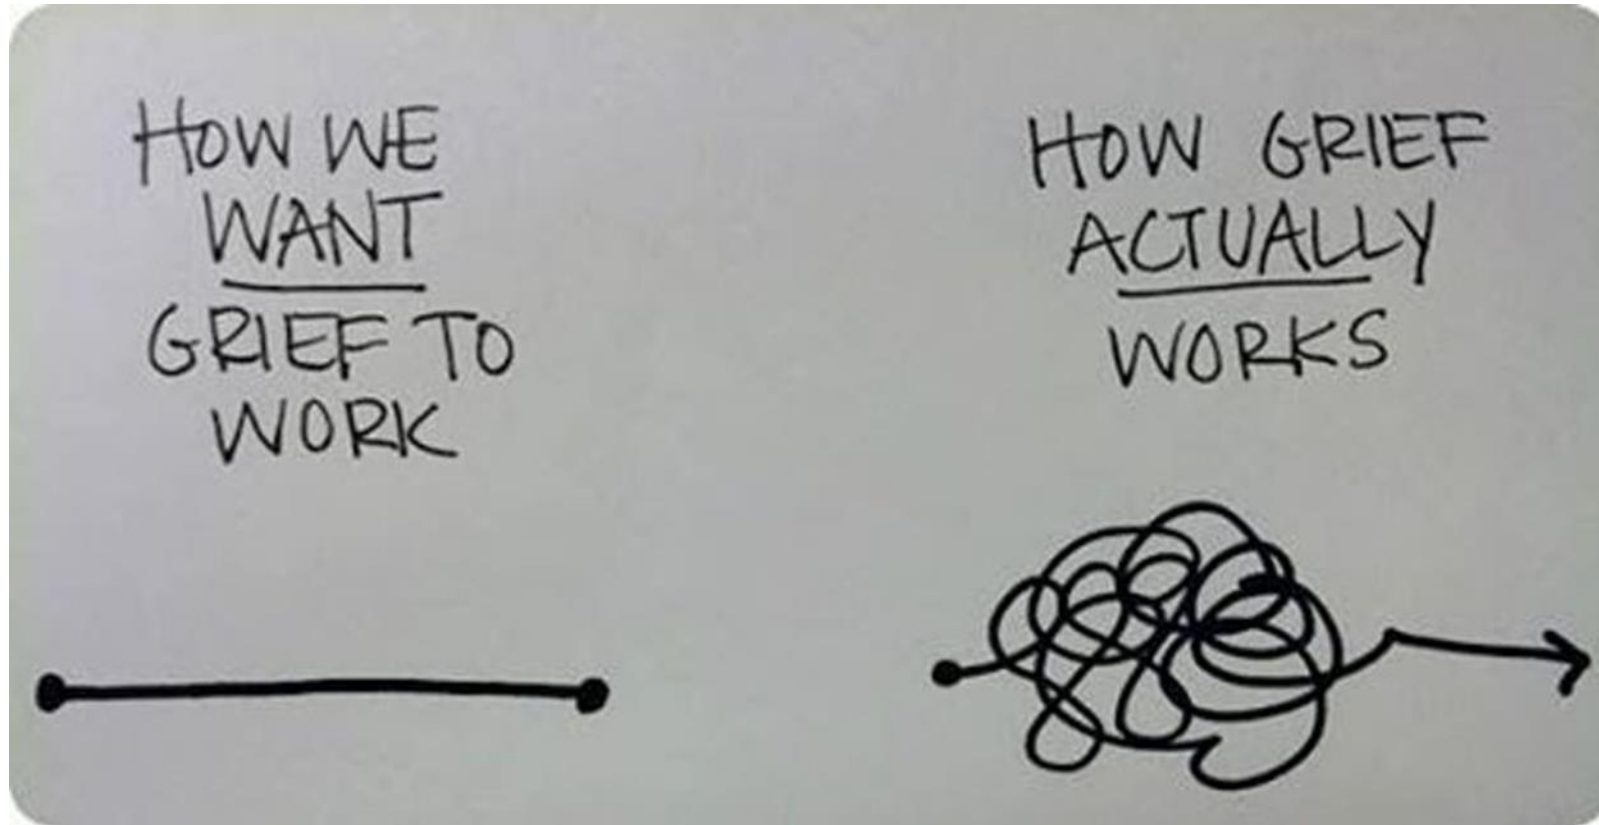 HOW WE
WANT
GRIEF TO
WORK
HOW GRIEF
ACTUALLY
WORKS